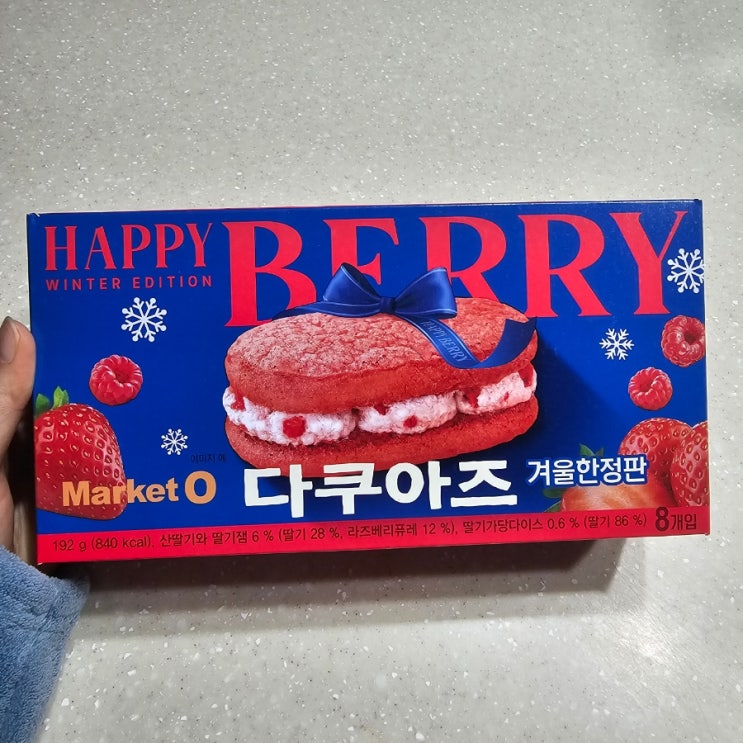 HAPPY
BERRY
WINTER EDITION
HAPPY BERRY
이미지 예
Market O
다쿠아즈
겨울한정판
192 g (840 kcal), 산딸기와 딸기잼 6 % (딸기 28 %, 라즈베리퓨레 12 %), 딸기가당다이스 0.6 % (딸기 86 %)
8개입